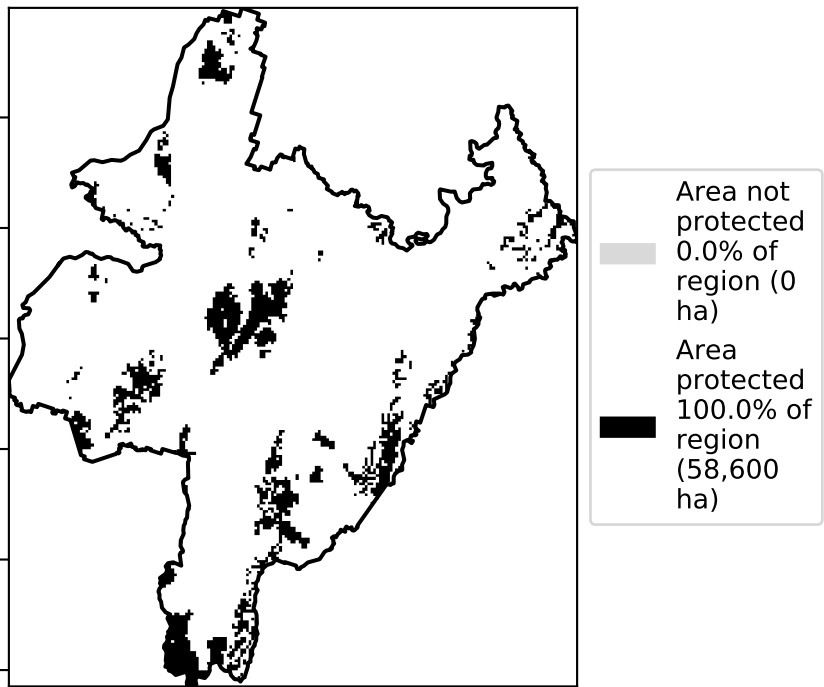 Area not
protected
0.0% of
region (0
ha)
Area
protected
100.0% of
region
(58,600
ha)